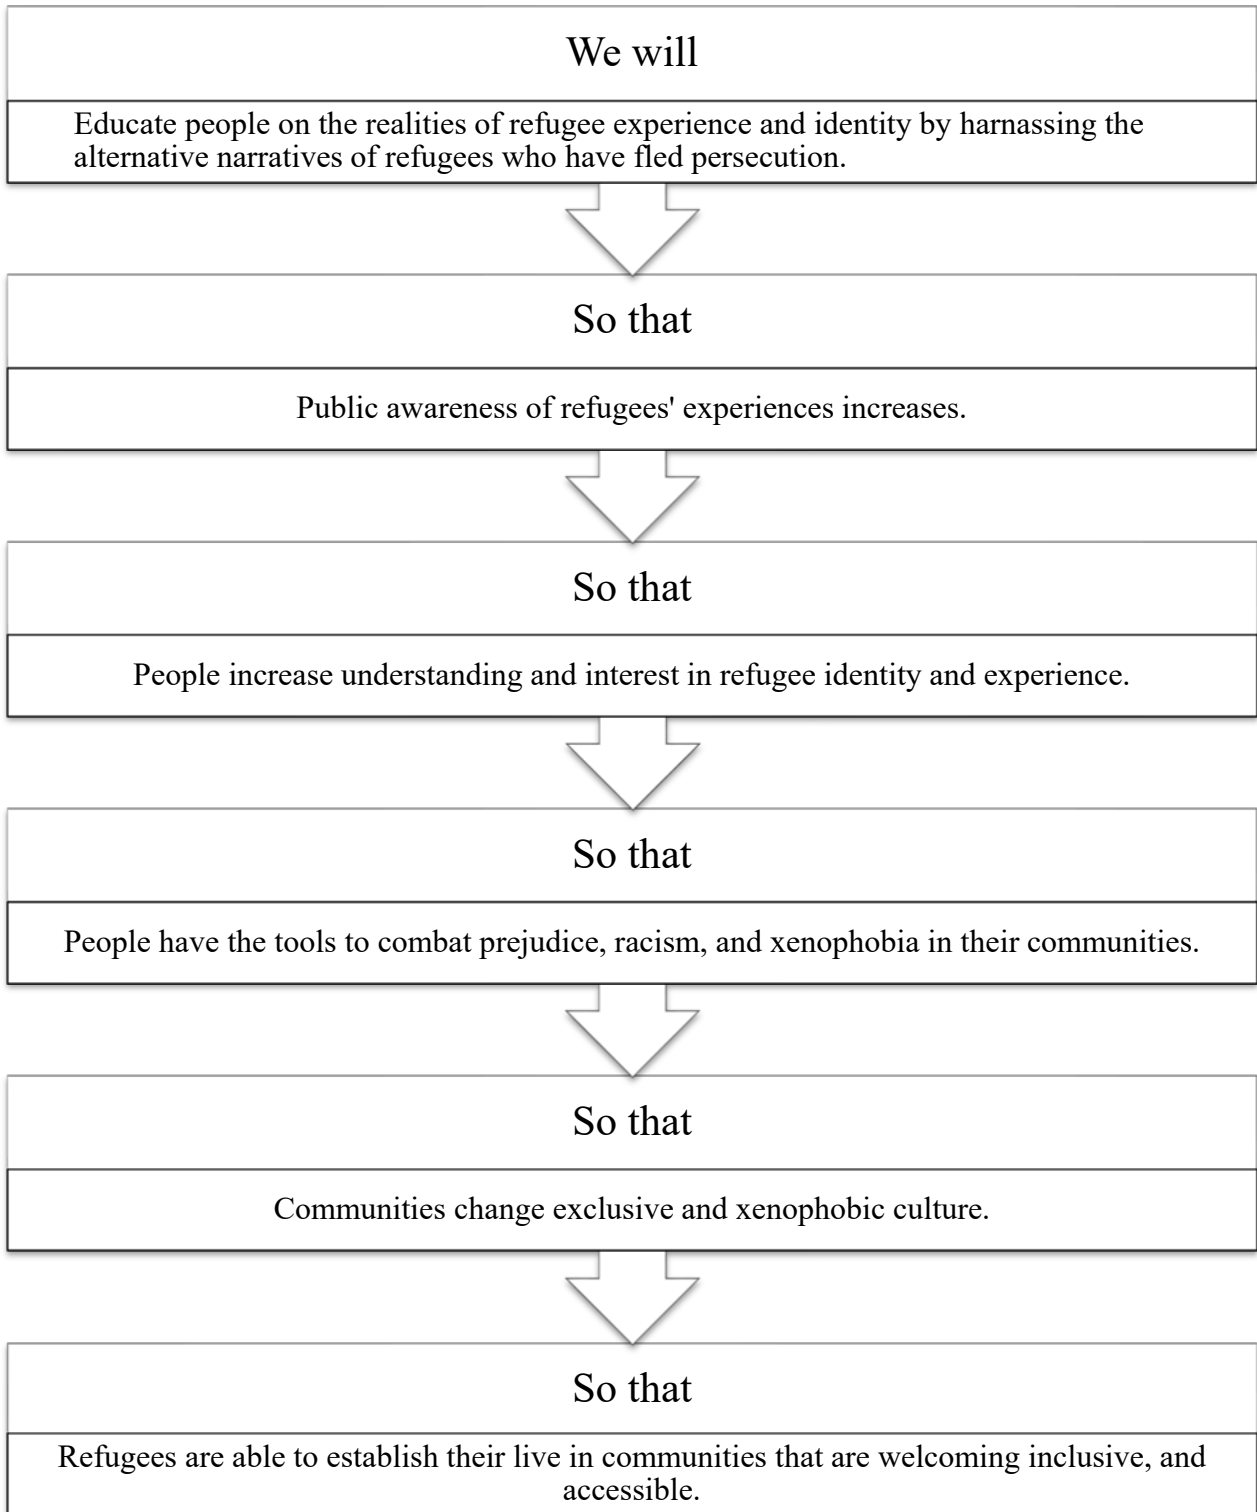 We will
Educate people on the realities of refugee experience and identity by harnassing the
alternative narratives of refugees who have fled persecution.
So that
Public awareness of refugees' experiences increases.
So that
People increase understanding and interest in refugee identity and experience.
So that
People have the tools to combat prejudice, racism, and xenophobia in their communities.
So that
Communities change exclusive and xenophobic culture.
So that
Refugees are able to establish their live in communities that are welcoming inclusive, and
accessible.